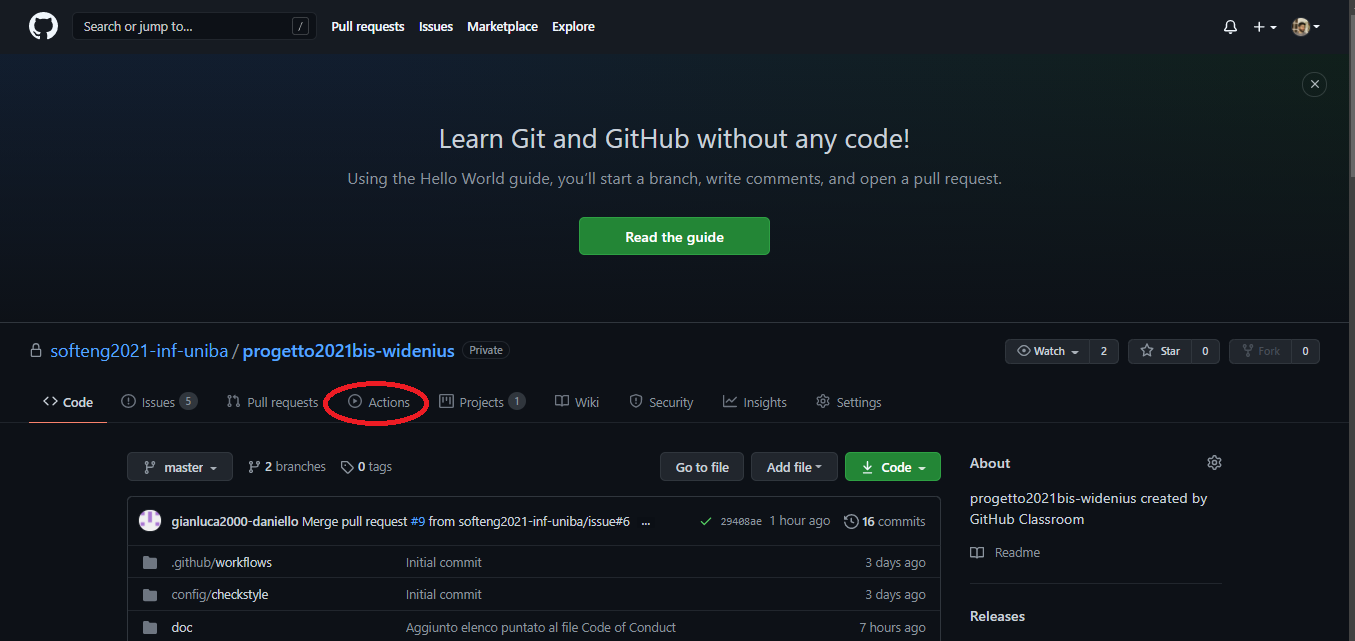 Search or jump to... /
Pull requests Issues Marketplace Explore
Learn Git and GitHub without any code!
Using the Hello World guide, you’ll start a branch, write comments, and open a pull request.
Read the guide
softeng2021-inf-uniba / progetto2021bis-widenius Private
Watch 2 Star 0 Fork 0
Code Issues 5 Pull requests Actions Projects 1 Wiki Insights Security Settings
master 2 branches 0 tags
Go to file Add file Code
gianluca2000-daniello Merge pull request #9 from softeng2021-inf-uniba/issue#6 ... 29408ae 1 hour ago 16 commits
.github/workflows Initial commit 3 days ago
config/checkstyle Initial commit 3 days ago
doc Aggiunto elenco puntato al file Code of Conduct 7 hours ago
About
progetto2021bis-widenius created by
GitHub Classroom
Readme
Releases